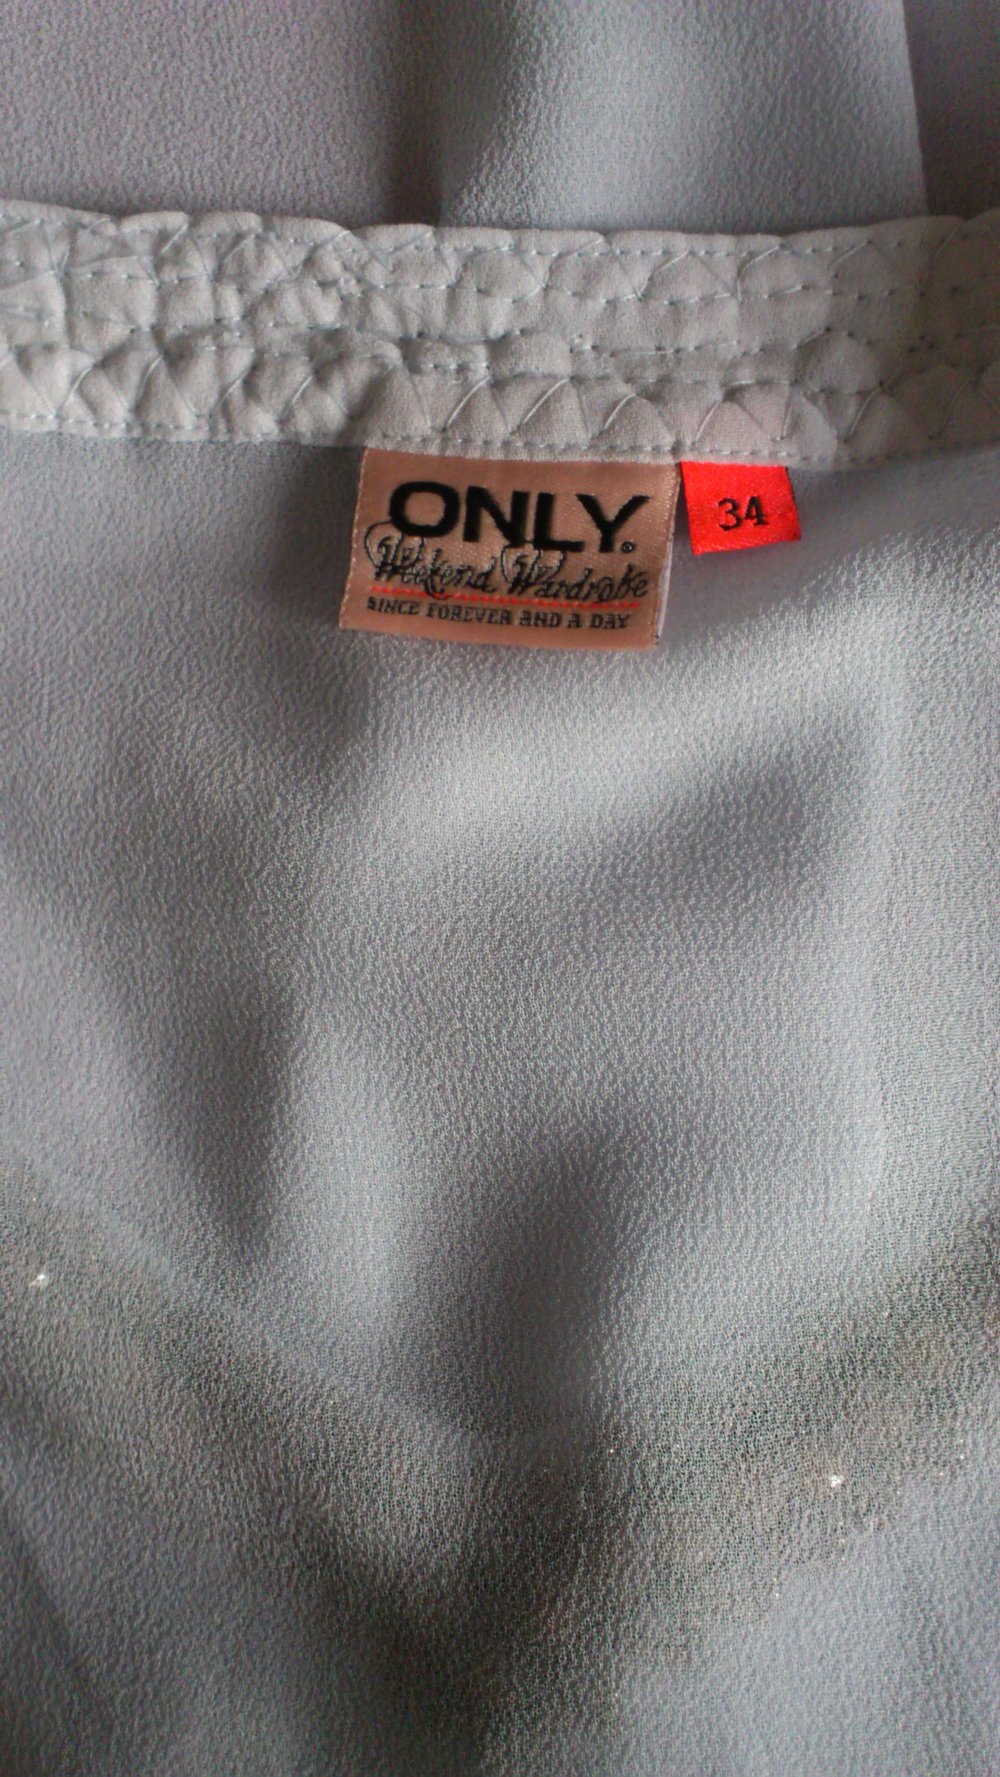 ONLY®
Weekend Wardrobe
SINCE FOREVER AND A DAY
34